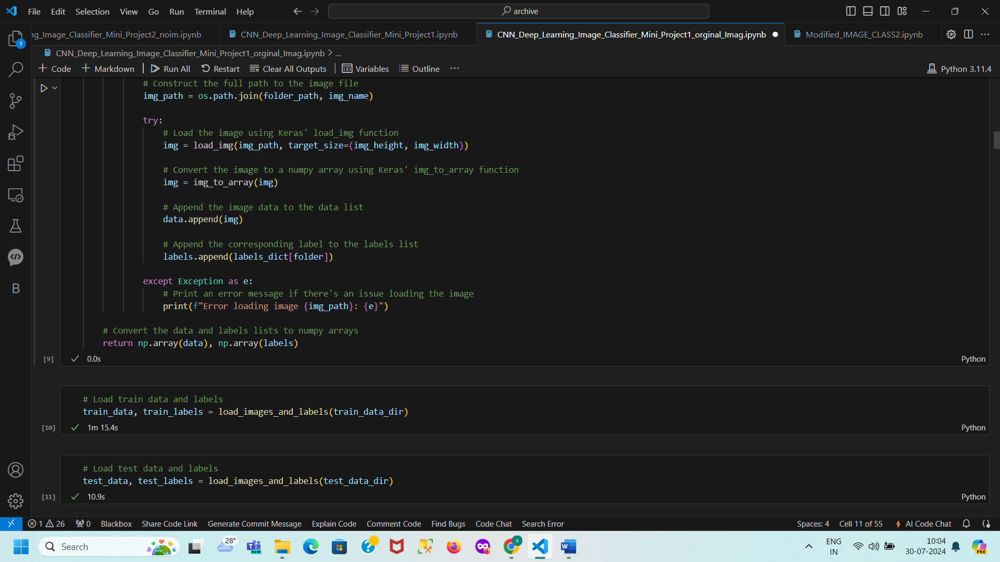 File Edit Selection View Go Run Terminal Help
archive
ng_Image_Classifier_Mini_Project2_noim.ipynb
CNN_Deep_Learning_Image_Classifier_Mini_Project1.ipynb
CNN_Deep_Learning_Image_Classifier_Mini_Project1_orginal_Imag.ipynb
Modified_IMAGE_CLASS2.ipynb
CNN_Deep_Learning_Image_Classifier_Mini_Project1_orginal_Imag.ipynb > ...
+ Code + Markdown | Run All Restart Clear All Outputs | Variables Outline ...
Python 3.11.4
# Construct the full path to the image file
img_path = os.path.join(folder_path, img_name)
try:
# Load the image using Keras' load_img function
img = load_img(img_path, target_size=(img_height, img_width))
# Convert the image to a numpy array using Keras' img_to_array function
img = img_to_array(img)
# Append the image data to the data list
data.append(img)
# Append the corresponding label to the labels list
labels.append(labels_dict[folder])
except Exception as e:
# Print an error message if there's an issue loading the image
print(f"Error loading image {img_path}: {e}")
# Convert the data and labels lists to numpy arrays
return np.array(data), np.array(labels)
[9] 0.0s Python
# Load train data and labels
train_data, train_labels = load_images_and_labels(train_data_dir)
[10] 1m 15.4s Python
# Load test data and labels
test_data, test_labels = load_images_and_labels(test_data_dir)
[11] 10.9s Python
1
B
1 26 0 Blackbox Share Code Link Generate Commit Message Explain Code Comment Code Find Bugs Code Chat Search Error
Spaces: 4 Cell 11 of 55 AI Code Chat
Search
28°
NEW
S
W
ENG
IN
10:04
30-07-2024
PRE